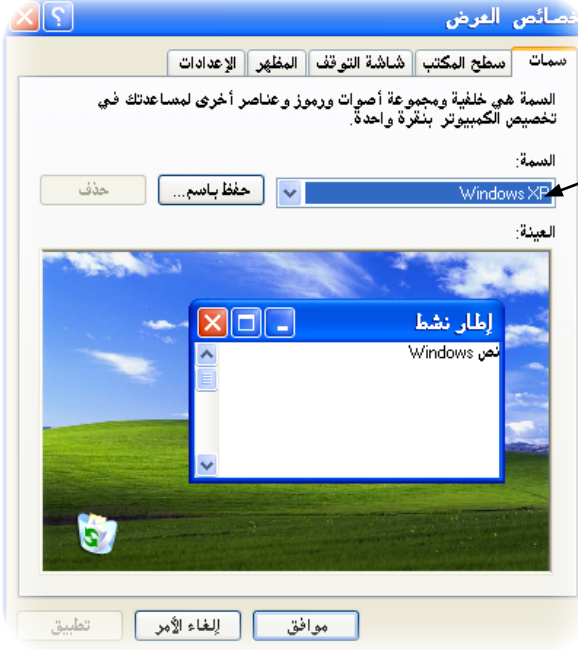 خصائص العرض
سمات
سطح المكتب
شاشة التوقف
المظهر
الإعدادات
السمة هي خلفية ومجموعة أصوات ورموز وعناصر أخرى لمساعدتك في
تخصيص الكمبيوتر بنقرة واحدة.
السمة:
Windows XP
حفظ باسم...
حذف
العينة:
إطار نشط
نص Windows
موافق
إلغاء الأمر
تطبيق